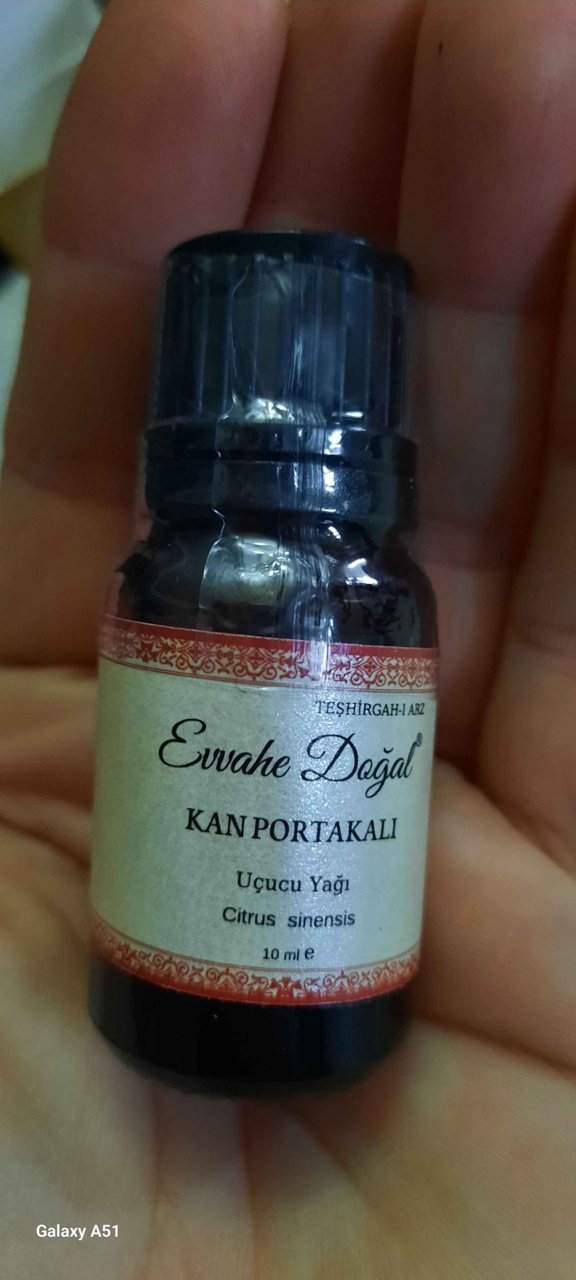 TEŞHİRGAH-I ARZ
Evvahe Doğal®
KAN PORTAKALI
Uçucu Yağı
Citrus sinensis
10 ml e
Galaxy A51